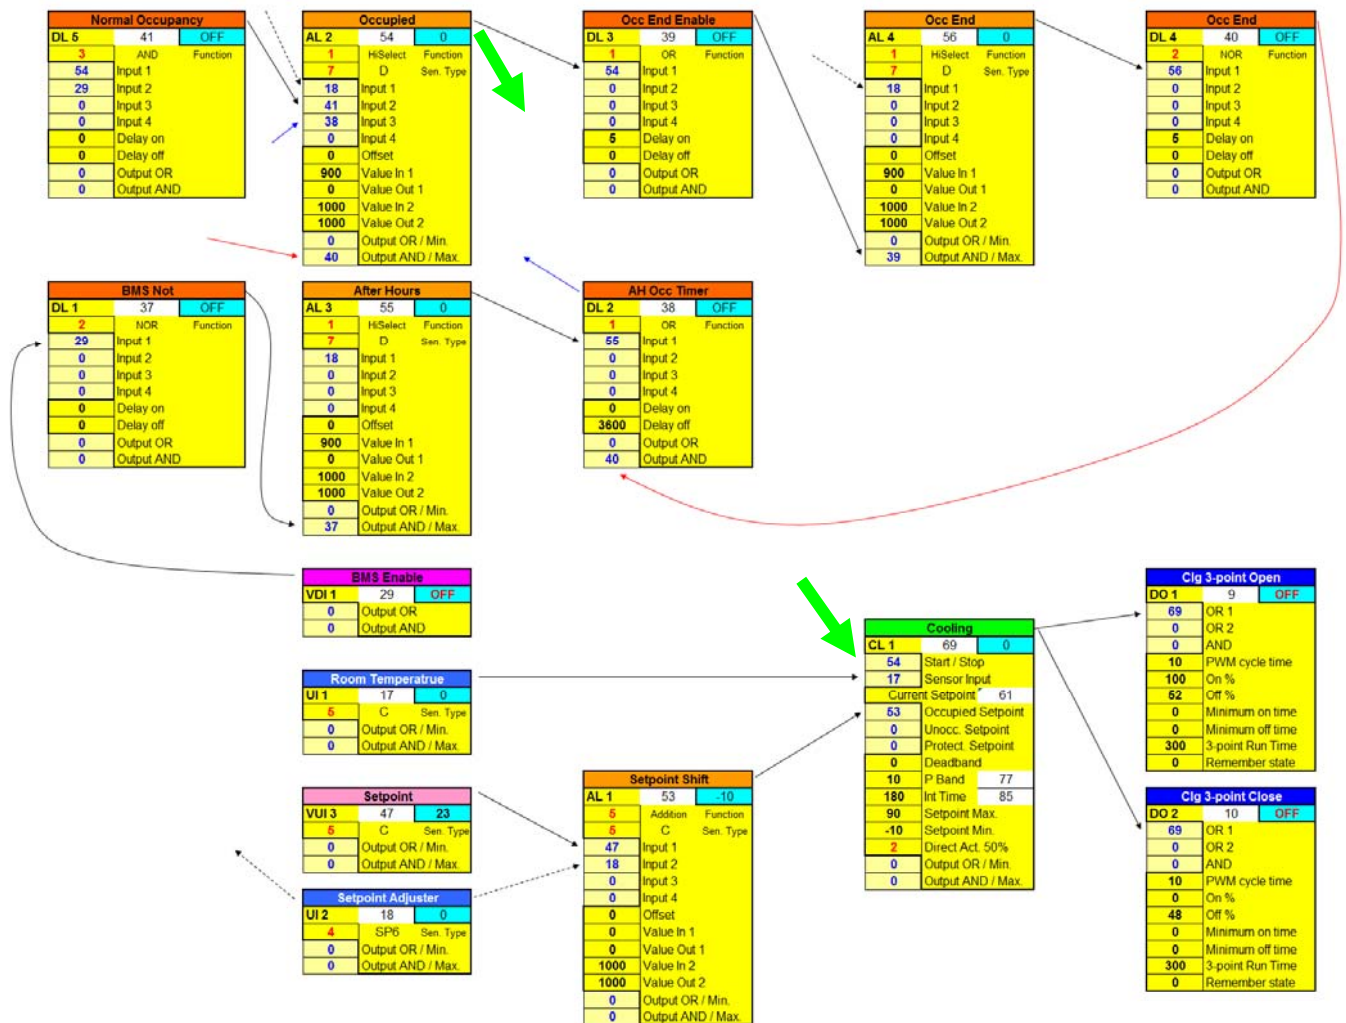 Normal Occupancy
DL 5 41 OFF
3 AND Function
54 Input 1
29 Input 2
0 Input 3
0 Input 4
0 Delay on
0 Delay off
0 Output OR
0 Output AND
Occupied
AL 2 54 0
1 HiSelect Function
7 D Sen. Type
18 Input 1
41 Input 2
38 Input 3
0 Input 4
0 Offset
900 Value In 1
0 Value Out 1
1000 Value In 2
1000 Value Out 2
0 Output OR / Min.
40 Output AND / Max.
Occ End Enable
DL 3 39 OFF
1 OR Function
54 Input 1
0 Input 2
0 Input 3
0 Input 4
5 Delay on
0 Delay off
0 Output OR
0 Output AND
Occ End
AL 4 56 0
1 HiSelect Function
7 D Sen. Type
18 Input 1
0 Input 2
0 Input 3
0 Input 4
0 Offset
900 Value In 1
0 Value Out 1
1000 Value In 2
1000 Value Out 2
0 Output OR / Min.
39 Output AND / Max.
Occ End
DL 4 40 OFF
2 NOR Function
56 Input 1
0 Input 2
0 Input 3
0 Input 4
5 Delay on
0 Delay off
0 Output OR
0 Output AND
BMS Not
DL 1 37 OFF
2 NOR Function
29 Input 1
0 Input 2
0 Input 3
0 Input 4
0 Delay on
0 Delay off
0 Output OR
0 Output AND
After Hours
AL 3 55 0
1 HiSelect Function
7 D Sen. Type
18 Input 1
0 Input 2
0 Input 3
0 Input 4
0 Offset
900 Value In 1
0 Value Out 1
1000 Value In 2
1000 Value Out 2
0 Output OR / Min.
37 Output AND / Max.
AH Occ Timer
DL 2 38 OFF
1 OR Function
55 Input 1
0 Input 2
0 Input 3
0 Input 4
0 Delay on
3600 Delay off
0 Output OR
40 Output AND
BMS Enable
VDI 1 29 OFF
0 Output OR
0 Output AND
Room Temperatrue
UI 1 17 0
5 C Sen. Type
0 Output OR / Min.
0 Output AND / Max.
Setpoint
VUI 3 47 23
5 C Sen. Type
0 Output OR / Min.
0 Output AND / Max.
Setpoint Adjuster
UI 2 18 0
4 SP6 Sen. Type
0 Output OR / Min.
0 Output AND / Max.
Setpoint Shift
AL 1 53 -10
5 Addition Function
5 C Sen. Type
47 Input 1
18 Input 2
0 Input 3
0 Input 4
0 Offset
0 Value In 1
0 Value Out 1
1000 Value In 2
1000 Value Out 2
0 Output OR / Min.
0 Output AND / Max.
Cooling
CL 1 69 0
54 Start / Stop
17 Sensor Input
Current Setpoint 61
53 Occupied Setpoint
0 Unocc. Setpoint
0 Protect. Setpoint
0 Deadband
10 P Band 77
180 Int Time 85
90 Setpoint Max.
-10 Setpoint Min.
2 Direct Act. 50%
0 Output OR / Min.
0 Output AND / Max.
Clg 3-point Open
DO 1 9 OFF
69 OR 1
0 OR 2
0 AND
10 PWM cycle time
100 On %
52 Off %
0 Minimum on time
0 Minimum off time
300 3-point Run Time
0 Remember state
Clg 3-point Close
DO 2 10 OFF
69 OR 1
0 OR 2
0 AND
10 PWM cycle time
0 On %
48 Off %
0 Minimum on time
0 Minimum off time
300 3-point Run Time
0 Remember state